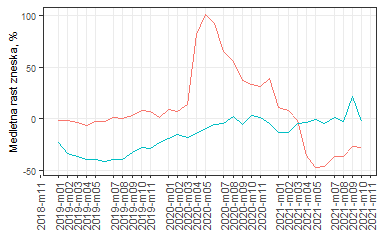 Medletna rast zneska, %
100
50
0
-50
2018-m11
2019-m01
2019-m02
2019-m03
2019-m04
2019-m05
2019-m07
2019-m08
2019-m09
2019-m10
2019-m11
2020-m01
2020-m02
2020-m03
2020-m04
2020-m05
2020-m07
2020-m08
2020-m09
2020-m10
2020-m11
2021-m01
2021-m02
2021-m03
2021-m04
2021-m05
2021-m07
2021-m08
2021-m09
2021-m10
2021-m11